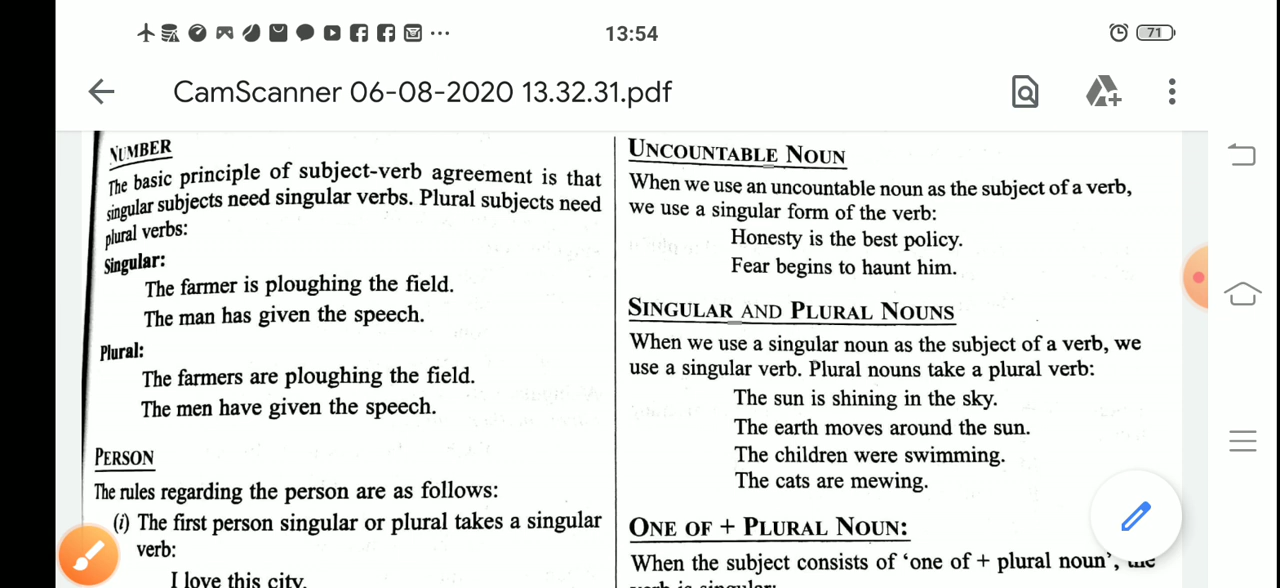 13:54
71
CamScanner 06-08-2020 13.32.31.pdf
NUMBER
The basic principle of subject-verb agreement is that
singular subjects need singular verbs. Plural subjects need
plural verbs:
Singular:
The farmer is ploughing the field.
The man has given the speech.
Plural:
The farmers are ploughing the field.
The men have given the speech.
PERSON
The rules regarding the person are as follows:
(i) The first person singular or plural takes a singular
verb:
I love this city.
UNCOUNTABLE NOUN
When we use an uncountable noun as the subject of a verb,
we use a singular form of the verb:
Honesty is the best policy.
Fear begins to haunt him.
SINGULAR AND PLURAL NOUNS
When we use a singular noun as the subject of a verb, we
use a singular verb. Plural nouns take a plural verb:
The sun is shining in the sky.
The earth moves around the sun.
The children were swimming.
The cats are mewing.
ONE OF + PLURAL NOUN:
When the subject consists of ‘one of + plural noun’, the
verb is singular: